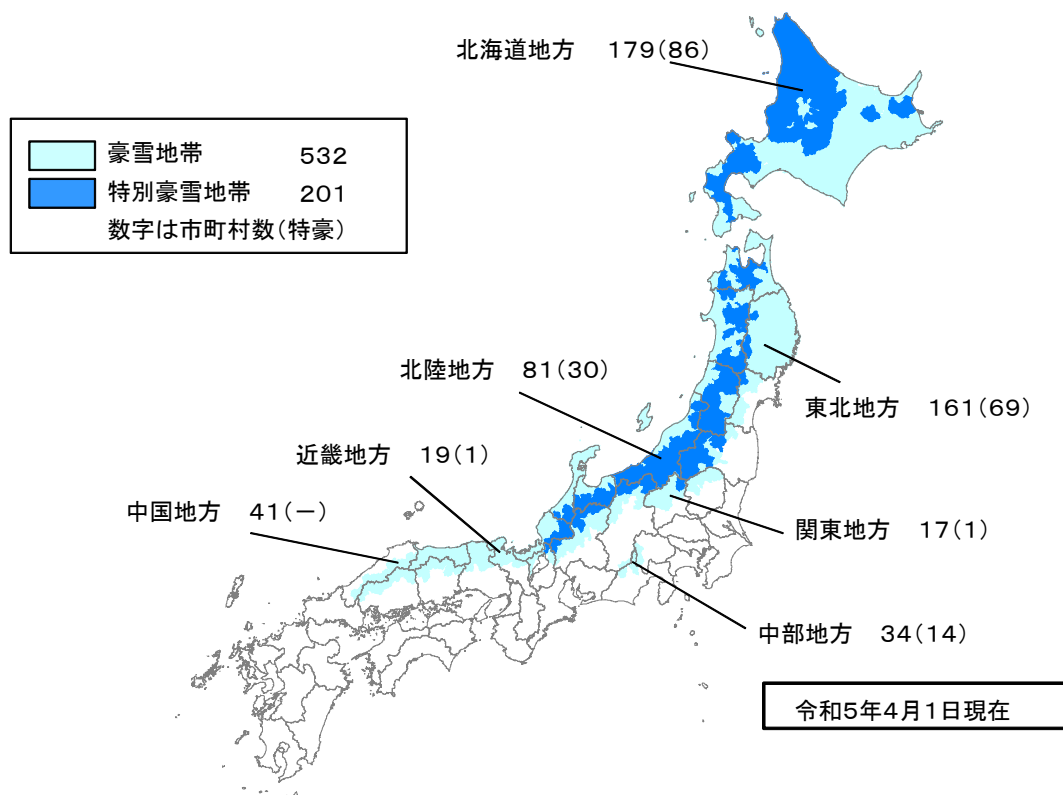 北海道地方 179(86)
豪雪地帯 532
特別豪雪地帯 201
数字は市町村数(特豪)
北陸地方 81(30)
東北地方 161(69)
近畿地方 19(1)
中国地方 41(-)
関東地方 17(1)
中部地方 34(14)
令和5年4月1日現在